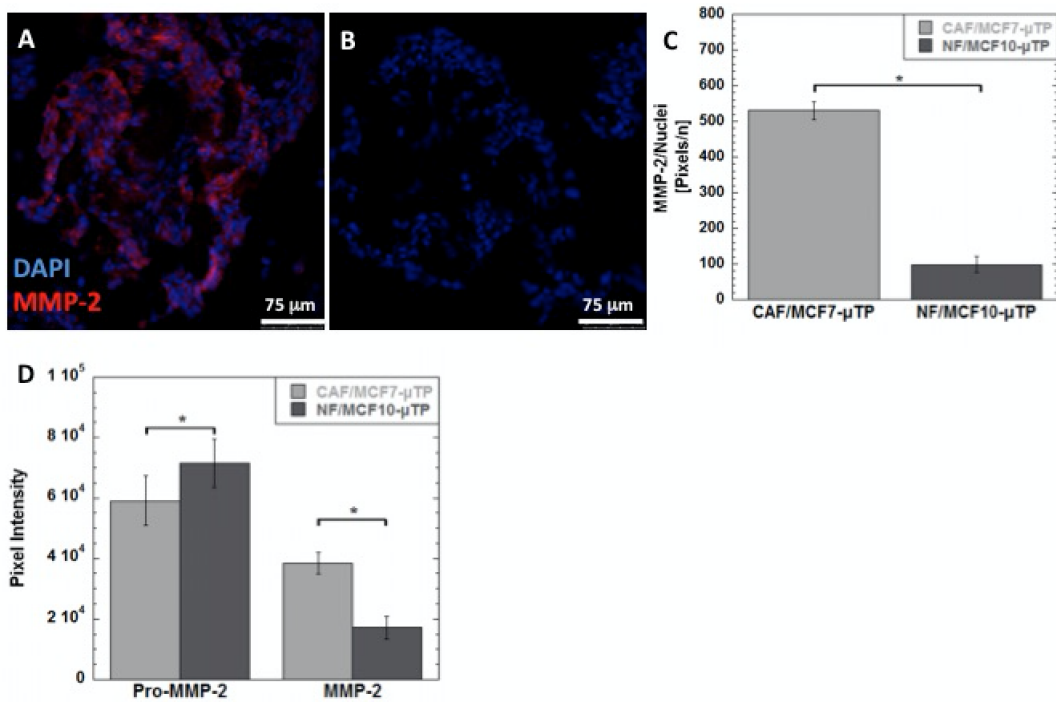 A
DAPI
MMP-2
75 µm
B
75 µm
C
MMP-2/Nuclei
[Pixels/n]
800
700
600
500
400
300
200
100
0
CAF/MCF7-µTP
NF/MCF10-µTP
*
CAF/MCF7-µTP
NF/MCF10-µTP
D
Pixel Intensity
1 10⁵
8 10⁴
6 10⁴
4 10⁴
2 10⁴
0
CAF/MCF7-µTP
NF/MCF10-µTP
*
*
Pro-MMP-2
MMP-2